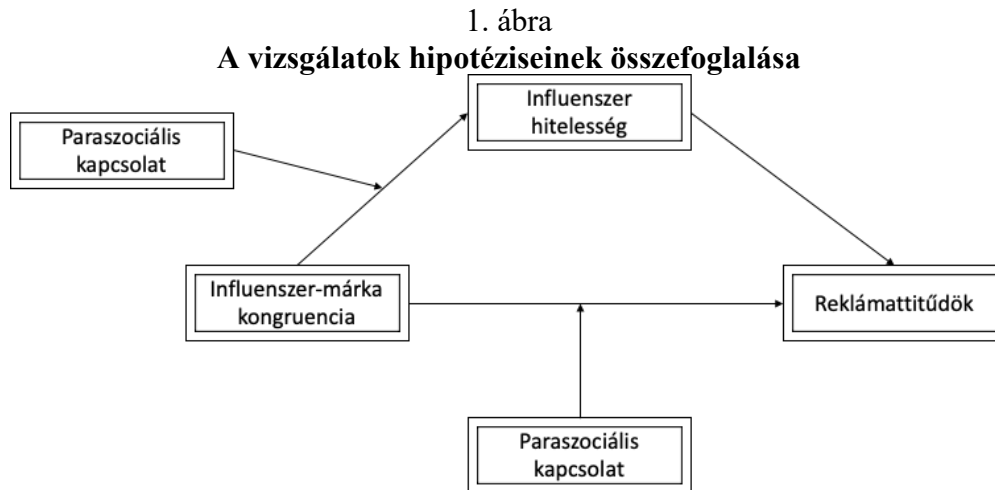 1. ábra
A vizsgálatok hipotéziseinek összefoglalása
Influenszer
hitelesség
Paraszociális
kapcsolat
Influenszer-márka
kongruencia
Reklámattitűdök
Paraszociális
kapcsolat